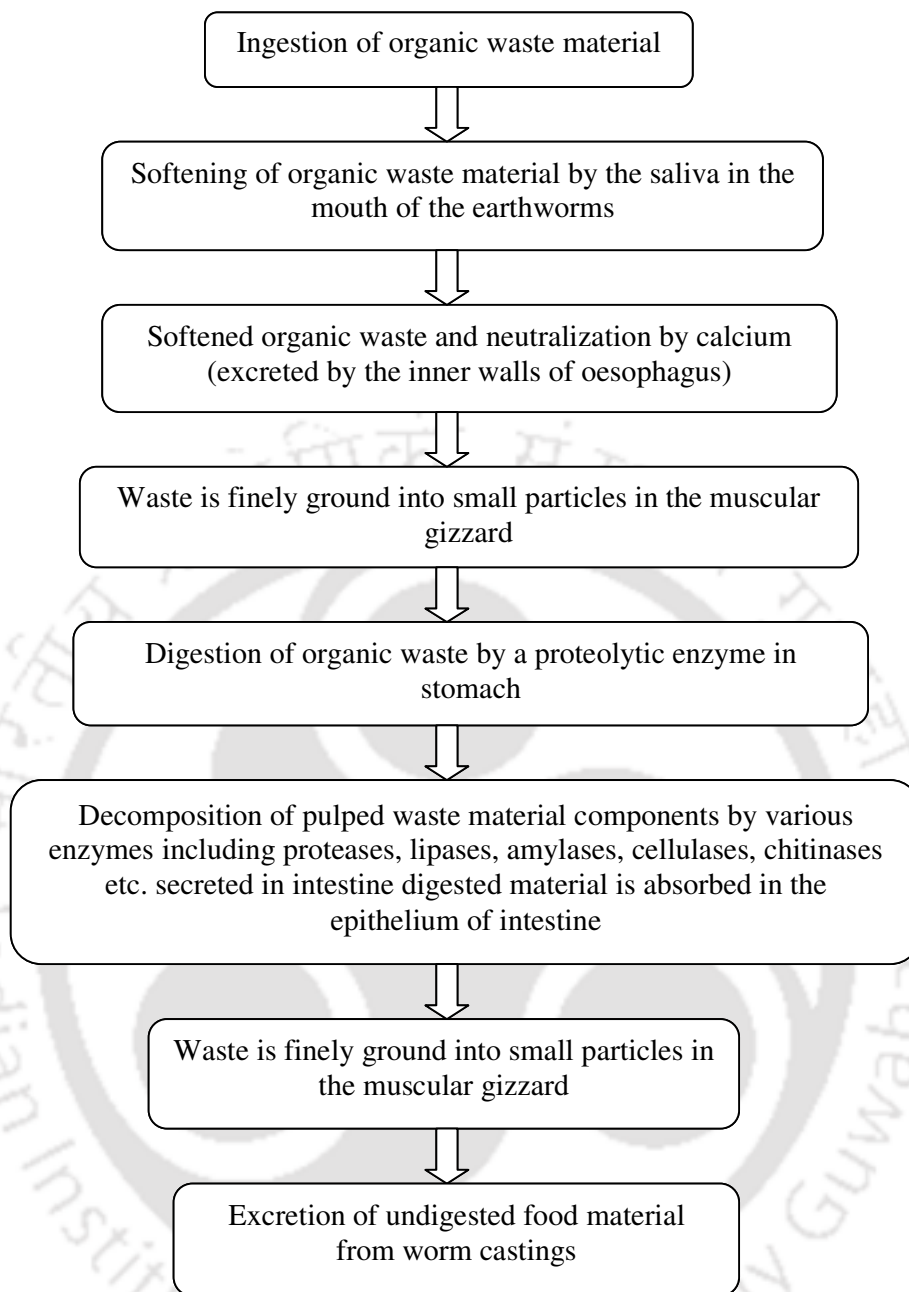 Ingestion of organic waste material
Softening of organic waste material by the saliva in the
mouth of the earthworms
Softened organic waste and neutralization by calcium
(excreted by the inner walls of oesophagus)
Waste is finely ground into small particles in the muscular
gizzard
Digestion of organic waste by a proteolytic enzyme in
stomach
Decomposition of pulped waste material components by various
enzymes including proteases, lipases, amylases, cellulases, chitinases
etc. secreted in intestine digested material is absorbed in the
epithelium of intestine
Waste is finely ground into small particles in
the muscular gizzard
Excretion of undigested food material
from worm castings